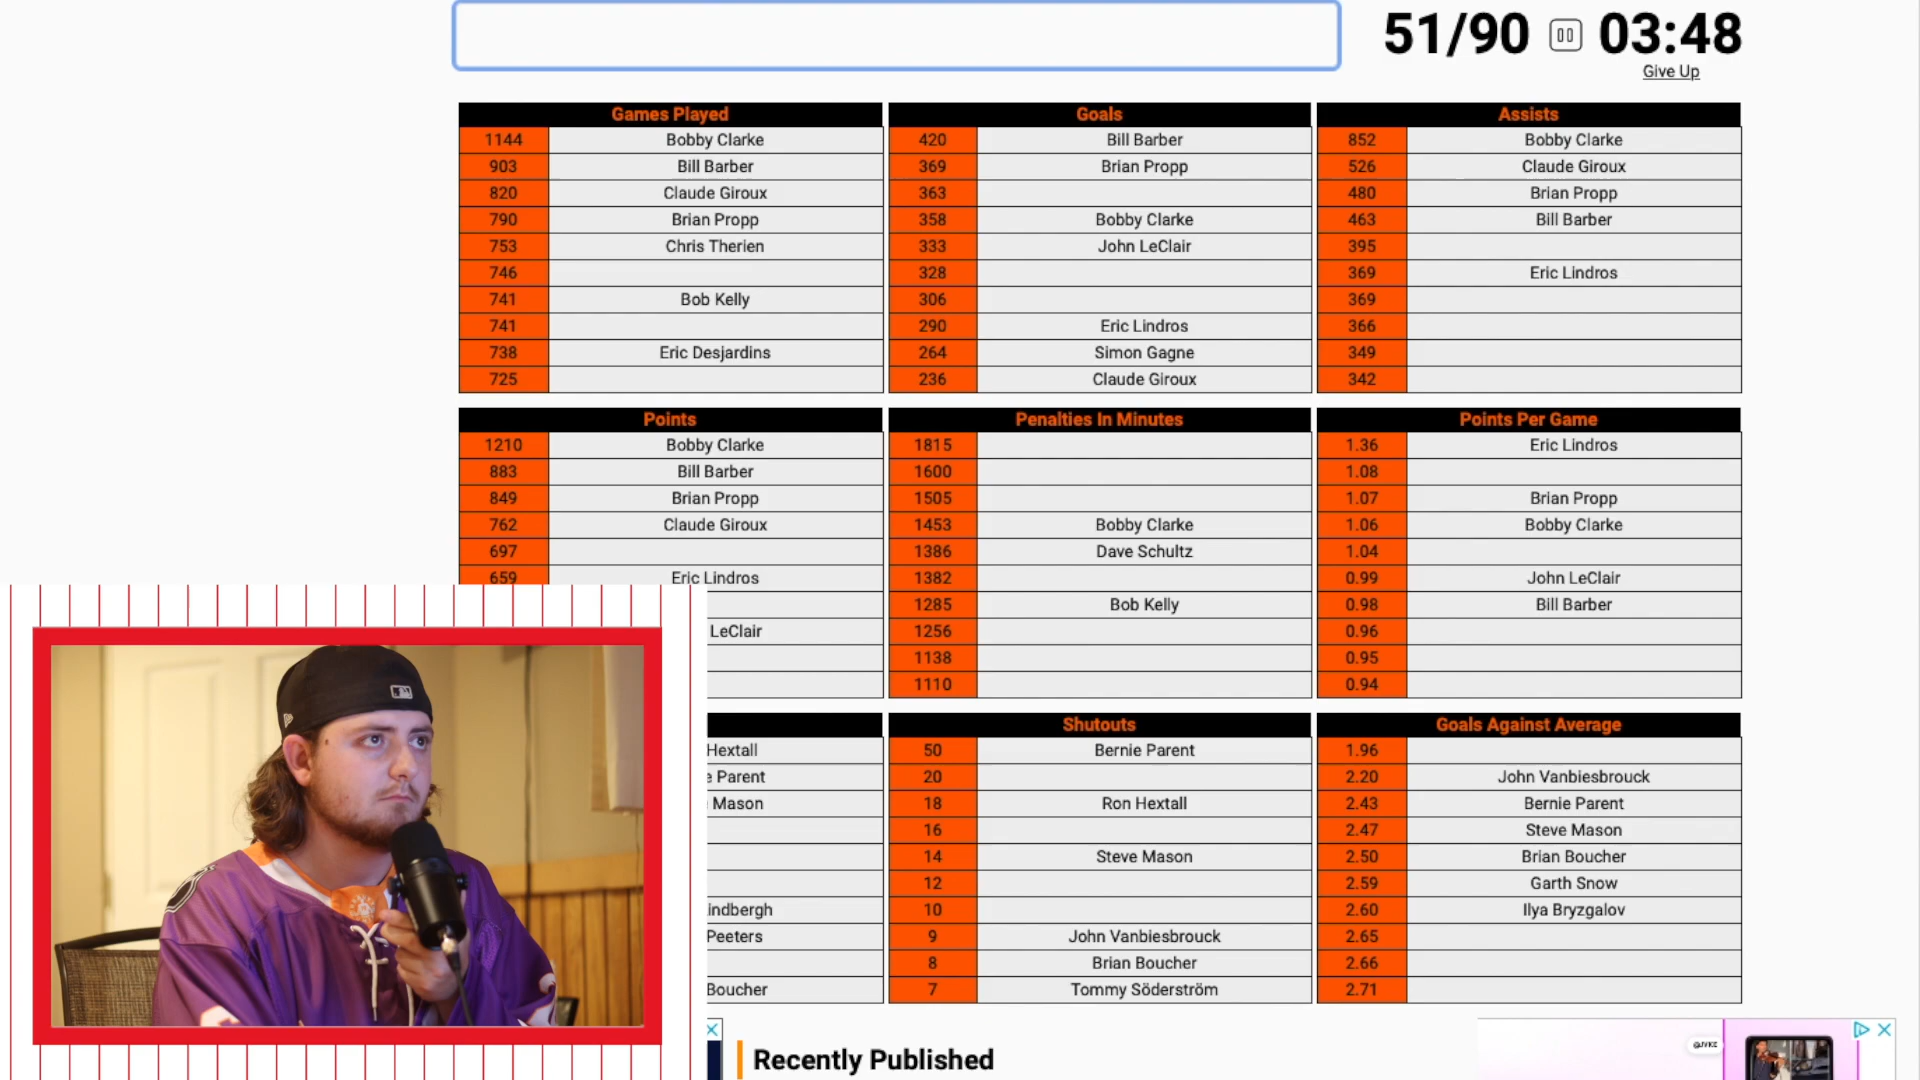 51/90 03:48
Give Up
Games Played Goals Assists
1144 Bobby Clarke 420 Bill Barber 852 Bobby Clarke
903 Bill Barber 369 Brian Propp 526 Claude Giroux
820 Claude Giroux 363 480 Brian Propp
790 Brian Propp 358 Bobby Clarke 463 Bill Barber
753 Chris Therien 333 John LeClair 395
746 328 369 Eric Lindros
741 Bob Kelly 306 369
741 290 Eric Lindros 366
738 Eric Desjardins 264 Simon Gagne 349
725 236 Claude Giroux 342
Points Penalties In Minutes Points Per Game
1210 Bobby Clarke 1815 1.36 Eric Lindros
883 Bill Barber 1600 1.08
849 Brian Propp 1505 1.07 Brian Propp
762 Claude Giroux 1453 Bobby Clarke 1.06 Bobby Clarke
697 1386 Dave Schultz 1.04
659 Eric Lindros 1382 0.99 John LeClair
1285 Bob Kelly 0.98 Bill Barber
LeClair 1256 0.96
1138 0.95
1110 0.94
Shutouts Goals Against Average
Hextall 50 Bernie Parent 1.96
e Parent 20 2.20 John Vanbiesbrouck
Mason 18 Ron Hextall 2.43 Bernie Parent
16 2.47 Steve Mason
14 Steve Mason 2.50 Brian Boucher
12 2.59 Garth Snow
indbergh 10 2.60 Ilya Bryzgalov
Peeters 9 John Vanbiesbrouck 2.65
8 Brian Boucher 2.66
Boucher 7 Tommy Söderström 2.71
Recently Published